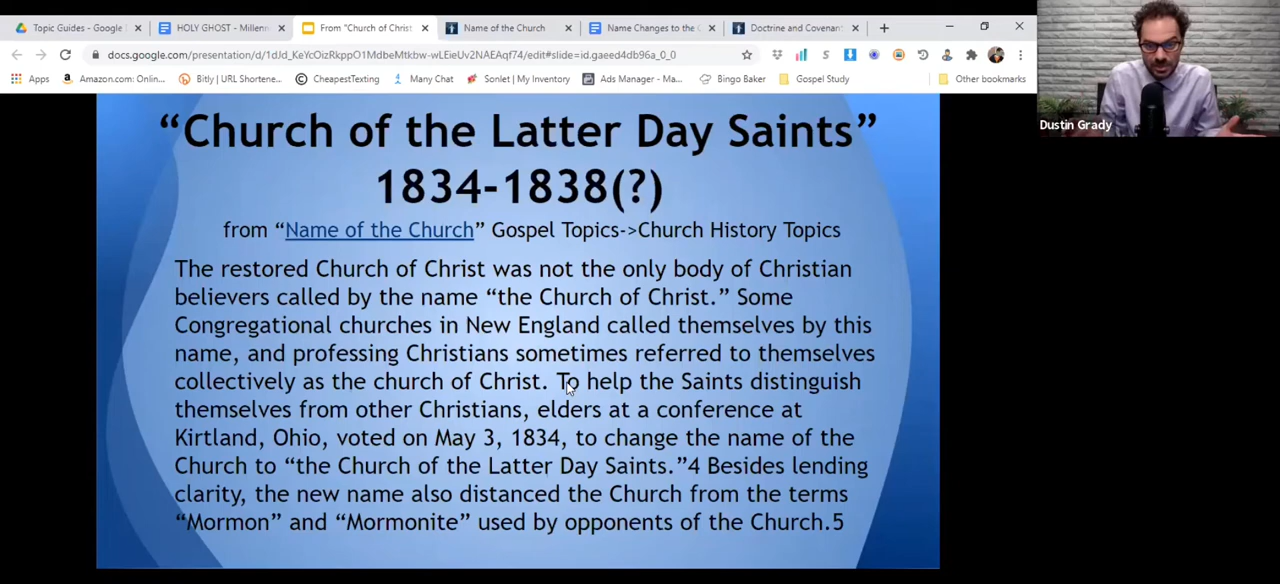 Topic Guides - Google
HOLY GHOST - Millenn
From "Church of Christ
Name of the Church
Name Changes to the C
Doctrine and Covenan
docs.google.com/presentation/
edit#slide=id.gaeed4db96a_0_0
Apps
Amazon.com: Onlin...
Bitly | URL Shortene...
CheapestTexting
Many Chat
Sonlet | My Inventory
Ads Manager - Ma...
Bingo Baker
Gospel Study
Other bookmarks
Dustin Grady
“Church of the Latter Day Saints”
1834-1838(?)
from “Name of the Church” Gospel Topics->Church History Topics
The restored Church of Christ was not the only body of Christian
believers called by the name “the Church of Christ.” Some
Congregational churches in New England called themselves by this
name, and professing Christians sometimes referred to themselves
collectively as the church of Christ. To help the Saints distinguish
themselves from other Christians, elders at a conference at
Kirtland, Ohio, voted on May 3, 1834, to change the name of the
Church to “the Church of the Latter Day Saints.”4 Besides lending
clarity, the new name also distanced the Church from the terms
“Mormon” and “Mormonite” used by opponents of the Church.5